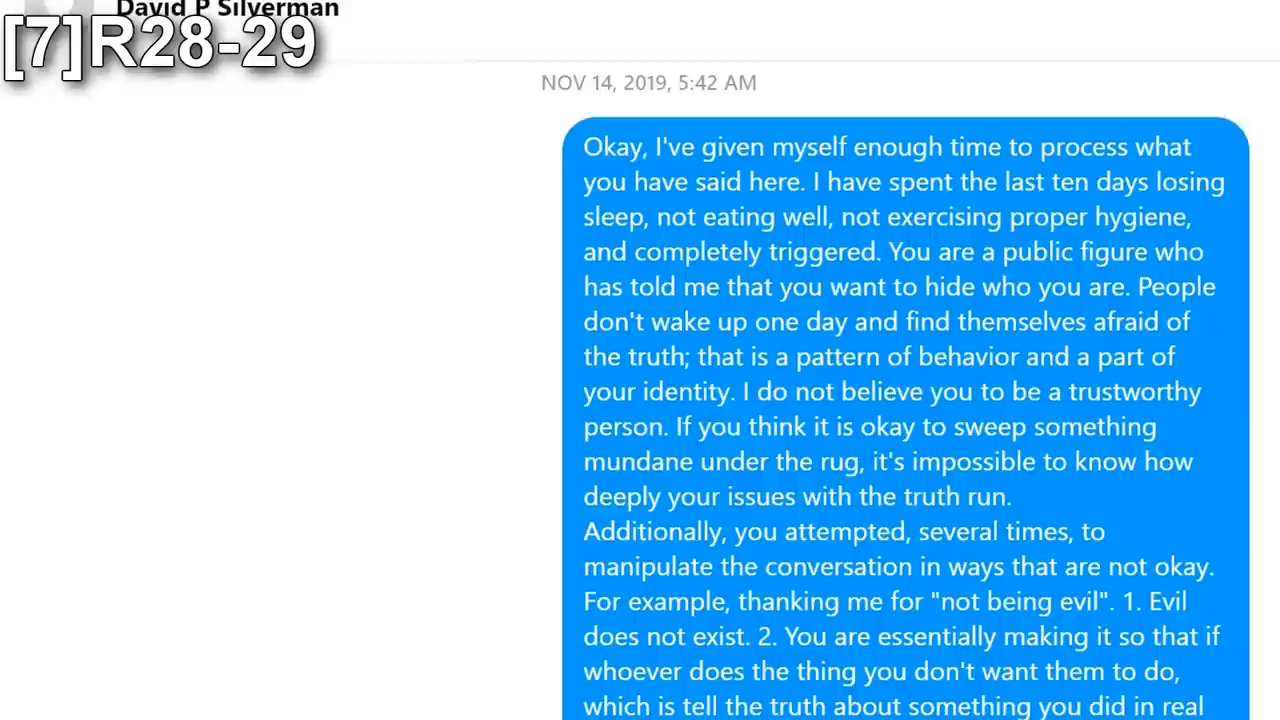 David P Silverman
[7]R28-29
NOV 14, 2019, 5:42 AM
Okay, I've given myself enough time to process what
you have said here. I have spent the last ten days losing
sleep, not eating well, not exercising proper hygiene,
and completely triggered. You are a public figure who
has told me that you want to hide who you are. People
don't wake up one day and find themselves afraid of
the truth; that is a pattern of behavior and a part of
your identity. I do not believe you to be a trustworthy
person. If you think it is okay to sweep something
mundane under the rug, it's impossible to know how
deeply your issues with the truth run.
Additionally, you attempted, several times, to
manipulate the conversation in ways that are not okay.
For example, thanking me for "not being evil". 1. Evil
does not exist. 2. You are essentially making it so that if
whoever does the thing you don't want them to do,
which is tell the truth about something you did in real